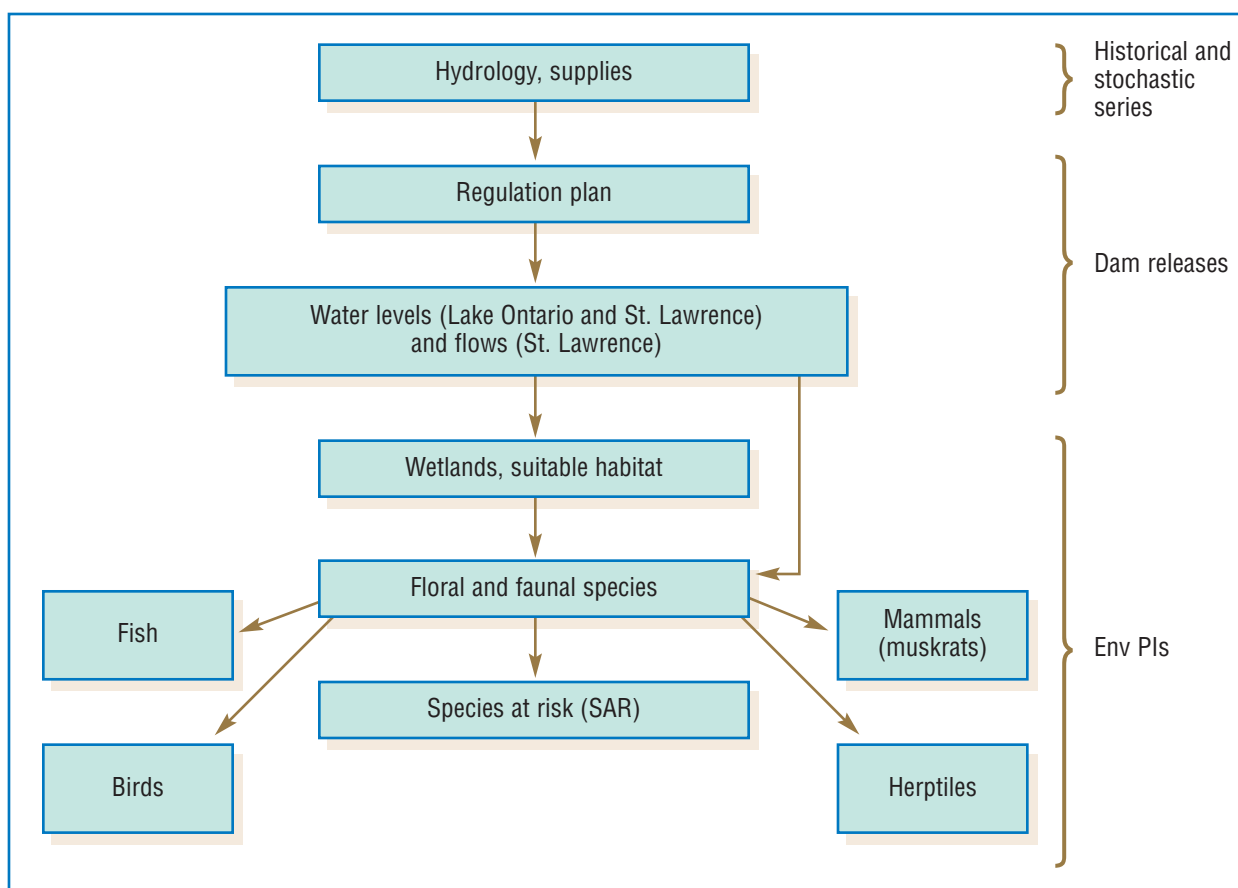 Hydrology, supplies
Historical and
stochastic
series
Regulation plan
Dam releases
Water levels (Lake Ontario and St. Lawrence)
and flows (St. Lawrence)
Wetlands, suitable habitat
Floral and faunal species
Fish
Mammals
(muskrats)
Env PIs
Species at risk (SAR)
Birds
Herptiles